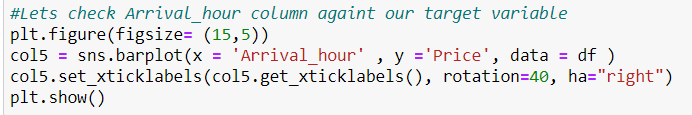 #Lets check Arrival_hour column againt our target variable
plt.figure(figsize= (15,5))
col5 = sns.barplot(x = 'Arrival_hour' , y ='Price', data = df )
col5.set_xticklabels(col5.get_xticklabels(), rotation=40, ha="right")
plt.show()